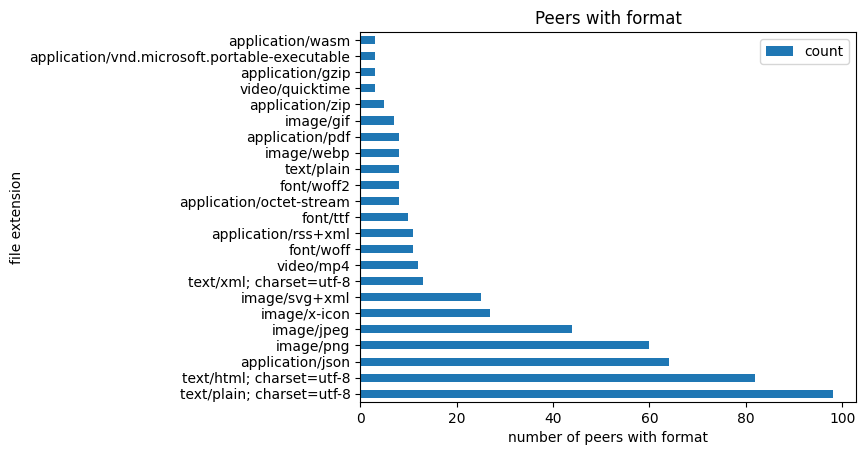 Peers with format
count
file extension
application/wasm
application/vnd.microsoft.portable-executable
application/gzip
video/quicktime
application/zip
image/gif
application/pdf
image/webp
text/plain
font/woff2
application/octet-stream
font/ttf
application/rss+xml
font/woff
video/mp4
text/xml; charset=utf-8
image/svg+xml
image/x-icon
image/jpeg
image/png
application/json
text/html; charset=utf-8
text/plain; charset=utf-8
0 20 40 60 80 100
number of peers with format